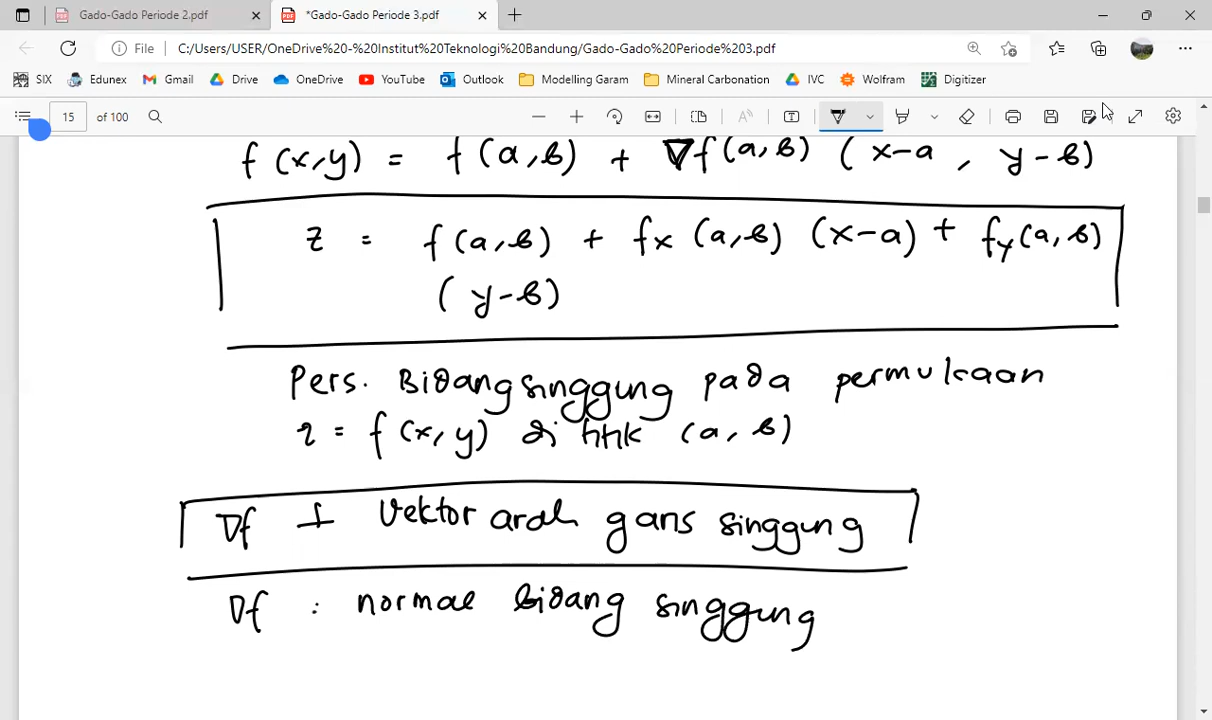 Gado-Gado Periode 2.pdf
*Gado-Gado Periode 3.pdf
File C:/Users/USER/OneDrive%20-%20Institut%20Teknologi%20Bandung/Gado-Gado%20Periode%203.pdf
SIX Edunex Gmail Drive OneDrive YouTube Outlook Modelling Garam Mineral Carbonation IVC Wolfram Digitizer
15 of 100
f(x,y) = f(a,b) + ∇f(a,b) (x-a, y-b)
z = f(a,b) + fx (a,b) (x-a) + fy(a,b)
(y-b)
Pers. Bidang singgung pada permukaan
z = f(x,y) di titik (a,b)
∇f ⊥ Vektor arah garis singgung
∇f : normal bidang singgung